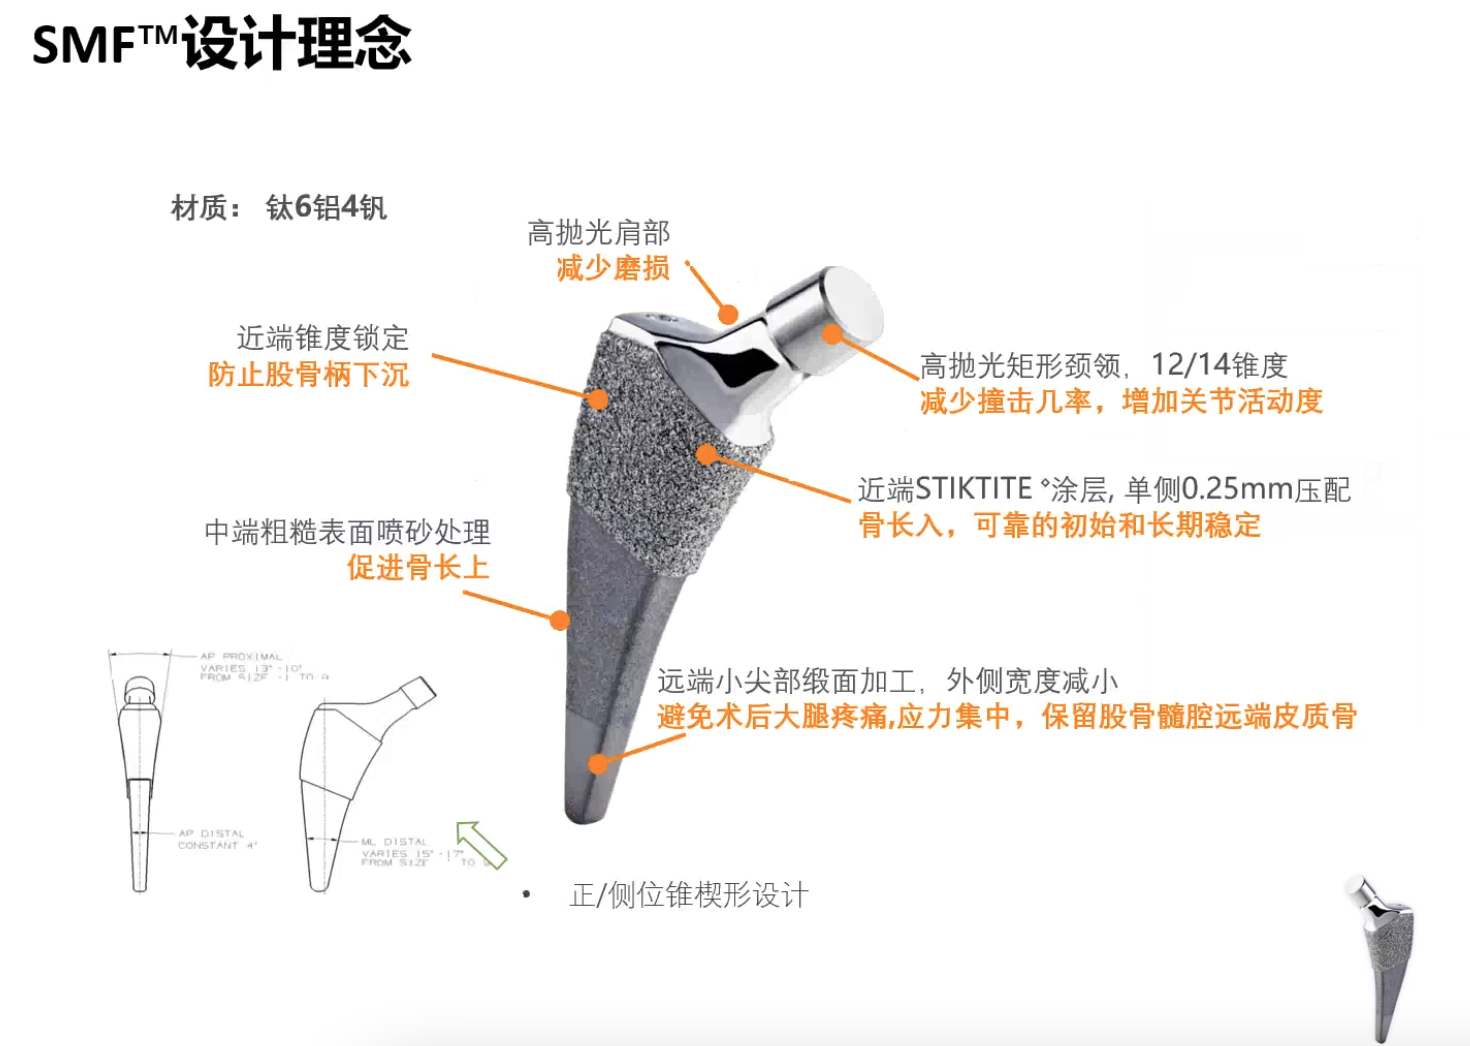 SMF™设计理念
材质： 钛6铝4钒
高抛光肩部
减少磨损
近端锥度锁定
防止股骨柄下沉
高抛光矩形颈领，12/14锥度
减少撞击几率，增加关节活动度
近端STIKTITE °涂层, 单侧0.25mm压配
骨长入，可靠的初始和长期稳定
中端粗糙表面喷砂处理
促进骨长上
远端小尖部缎面加工，外侧宽度减小
避免术后大腿疼痛,应力集中，保留股骨髓腔远端皮质骨
AP PROXIMAL
VARIES 13° - 10°
FROM SIZE -1 TO 9
AP DISTAL
CONSTANT 4°
ML DISTAL
VARIES 15° - 17°
FROM SIZE TO
• 正/侧位锥楔形设计